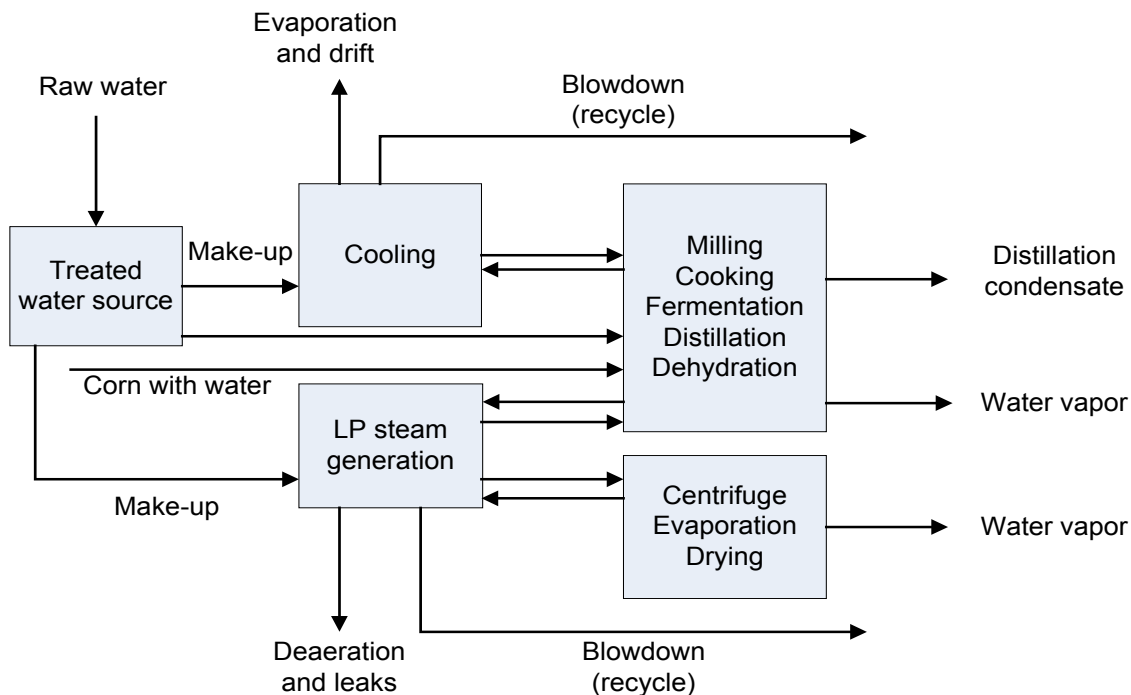 Evaporation
and drift
Raw water
Blowdown
(recycle)
Treated
water source
Make-up
Cooling
Milling
Cooking
Fermentation
Distillation
Dehydration
Distillation
condensate
Corn with water
Water vapor
LP steam
generation
Make-up
Centrifuge
Evaporation
Drying
Water vapor
Deaeration
and leaks
Blowdown
(recycle)